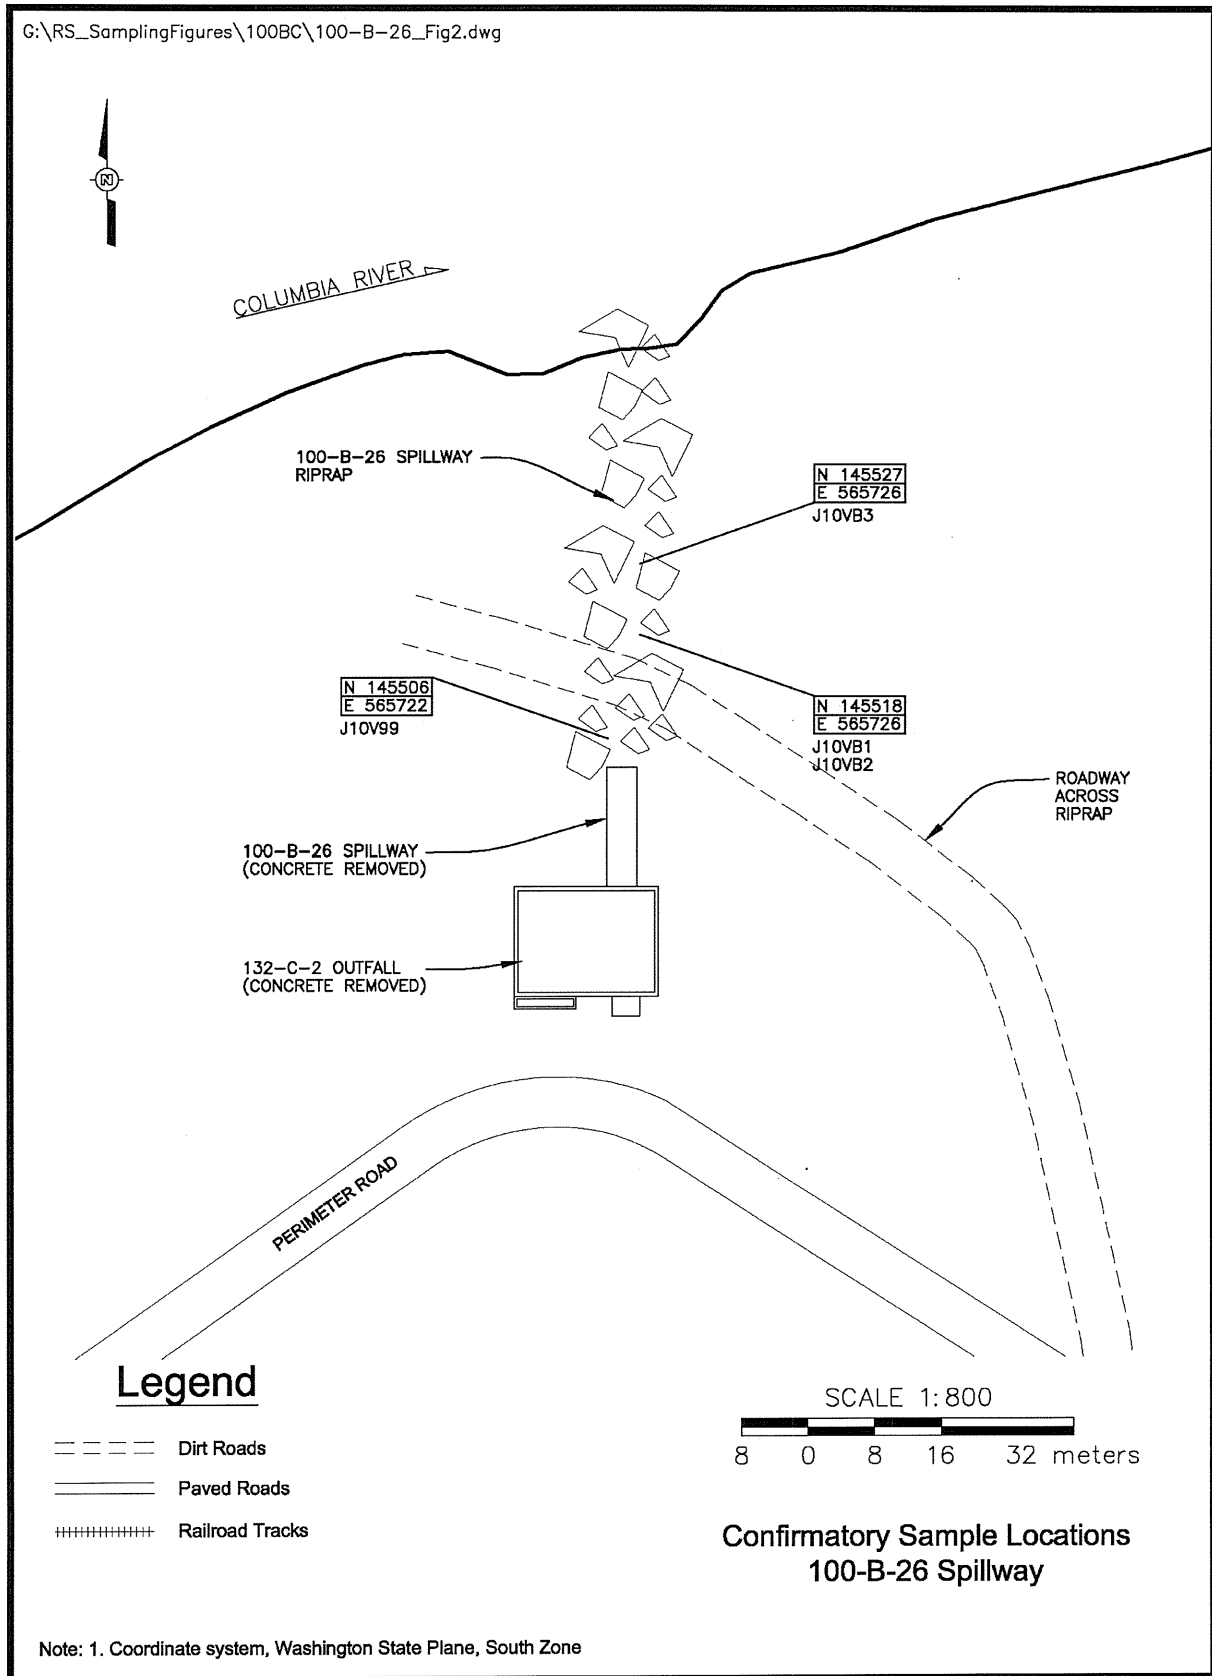 G:\RS_SamplingFigures\100BC\100-B-26_Fig2.dwg
N
COLUMBIA RIVER
100-B-26 SPILLWAY
RIPRAP
N 145527
E 565726
J10VB3
N 145506
E 565722
J10V99
N 145518
E 565726
J10VB1
J10VB2
ROADWAY
ACROSS
RIPRAP
100-B-26 SPILLWAY
(CONCRETE REMOVED)
132-C-2 OUTFALL
(CONCRETE REMOVED)
PERIMETER ROAD
Legend
Dirt Roads
Paved Roads
Railroad Tracks
SCALE 1:800
8 0 8 16 32 meters
Confirmatory Sample Locations
100-B-26 Spillway
Note: 1. Coordinate system, Washington State Plane, South Zone